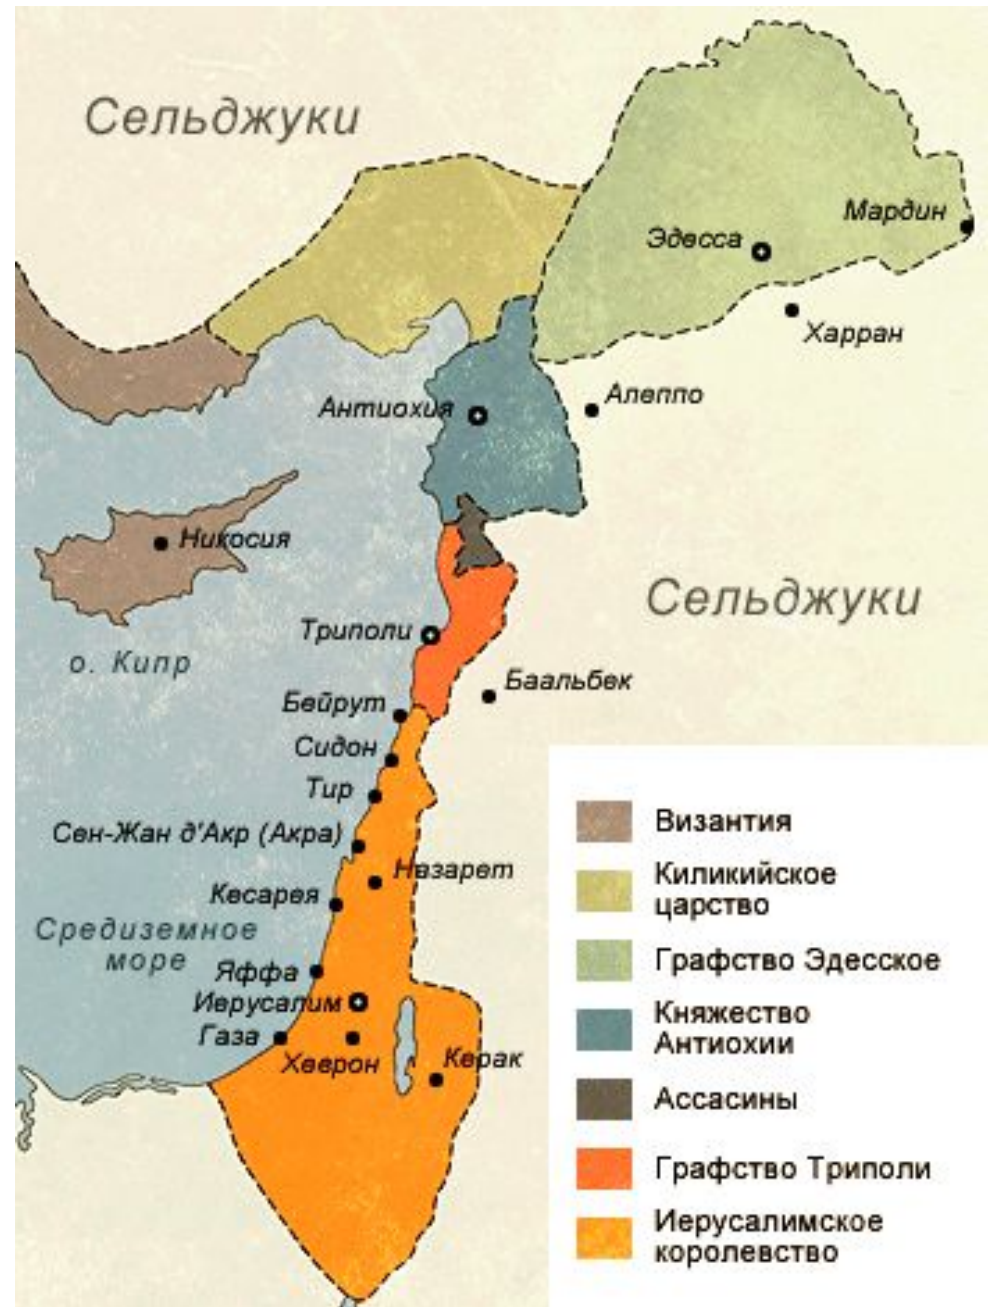 Сельджуки
Мардин
Эдесса
Харран
Алеппо
Антиохия
Никосия
Сельджуки
Триполи
о. Кипр
Баальбек
Бейрут
Сидон
Тир
Сен-Жан д'Акр (Акра)
Назарет
Кесарея
Средиземное
море
Яффа
Иерусалим
Газа
Хеврон
Керак
Византия
Киликийское
царство
Графство Эдесское
Княжество
Антиохии
Ассасины
Графство Триполи
Иерусалимское
королевство